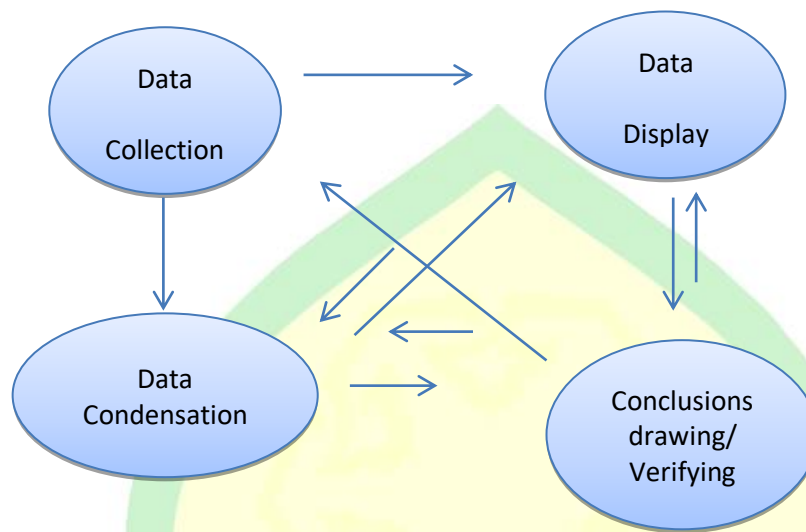 Data
Collection
Data
Display
Data
Condensation
Conclusions
drawing/
Verifying